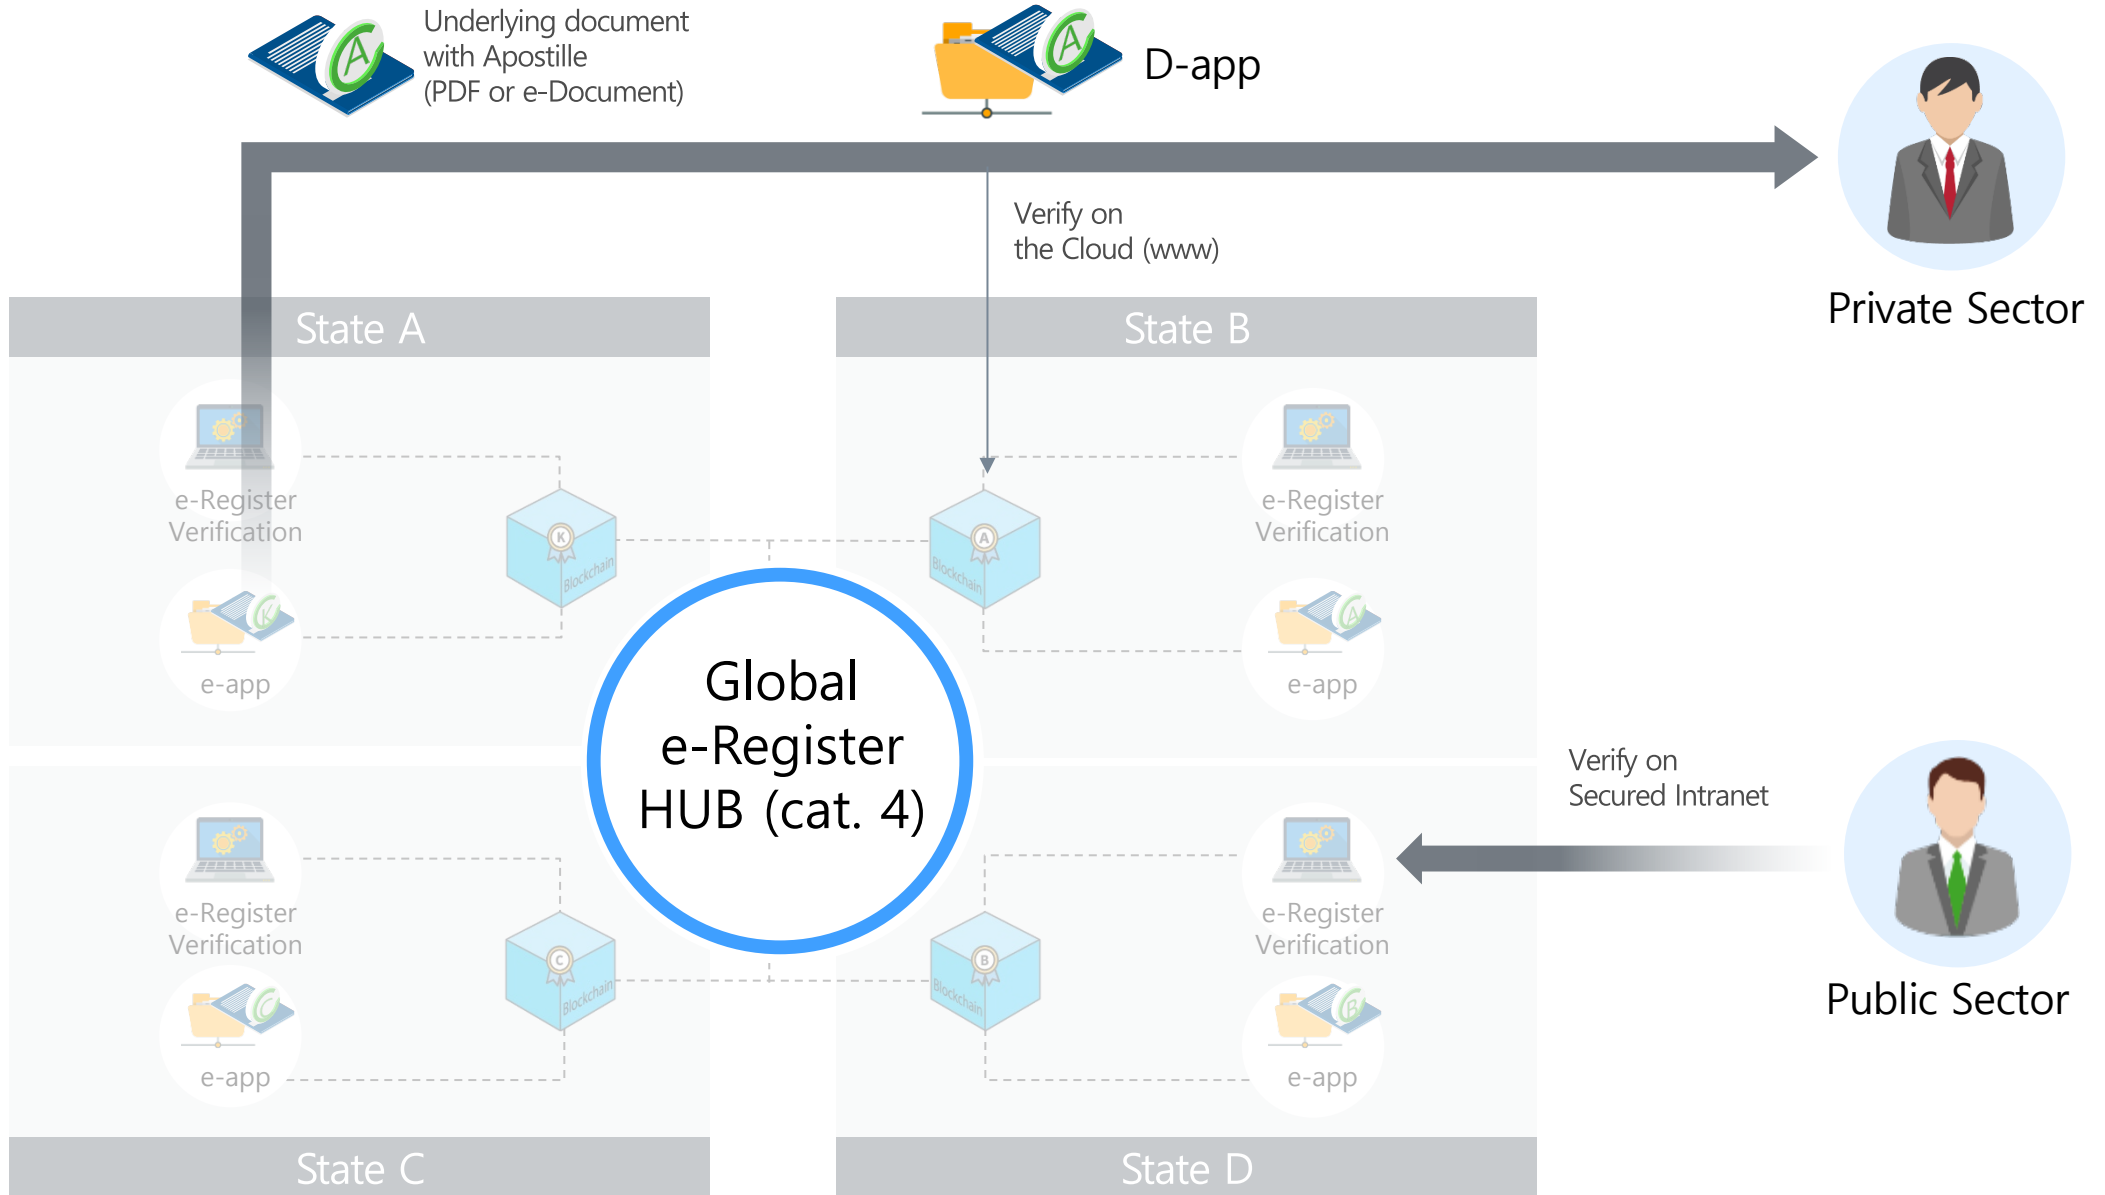 Underlying document
with Apostille
(PDF or e-Document)
A
D-app
A
Verify on
the Cloud (www)
Private Sector
State A
e-Register
Verification
K
Blockchain
K
e-app
State B
A
Blockchain
e-Register
Verification
A
e-app
Global
e-Register
HUB (cat. 4)
Verify on
Secured Intranet
Public Sector
e-Register
Verification
C
Blockchain
C
e-app
State C
B
Blockchain
e-Register
Verification
B
e-app
State D